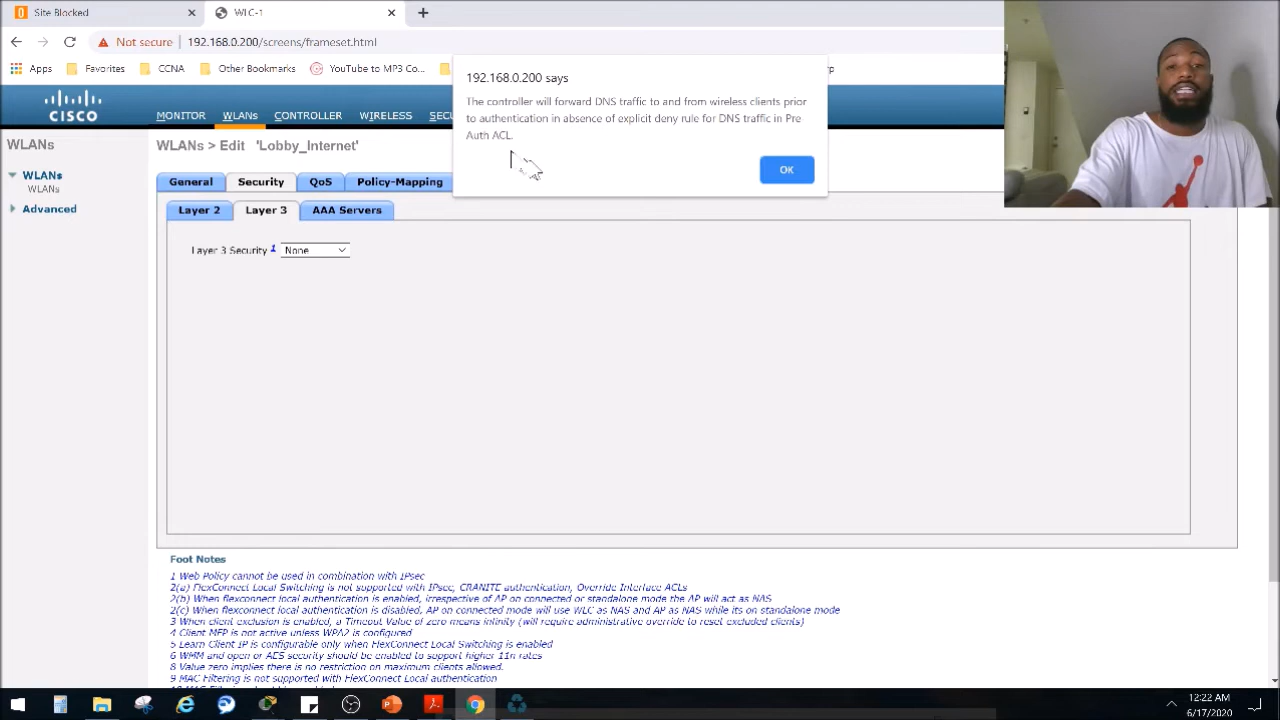 Site Blocked
WLC-1
Not secure
192.168.0.200/screens/frameset.html
Apps
Favorites
CCNA
Other Bookmarks
YouTube to MP3 Co...
192.168.0.200 says
The controller will forward DNS traffic to and from wireless clients prior
to authentication in absence of explicit deny rule for DNS traffic in Pre
Auth ACL.
OK
CISCO
MONITOR WLANs CONTROLLER WIRELESS
WLANs
WLANs > Edit 'Lobby_Internet'
WLANs
WLANs
Advanced
General Security QoS Policy-Mapping
Layer 2 Layer 3 AAA Servers
Layer 3 Security 1 None
Foot Notes
1 Web Policy cannot be used in combination with IPsec
2(a) FlexConnect Local Switching is not supported with IPsec, CRANITE authentication, Override Interface ACLs
2(b) When flexconnect local authentication is enabled, irrespective of AP on connected or standalone mode the AP will act as NAS
2(c) When flexconnect local authentication is disabled, AP on connected mode will use WLC as NAS and AP as NAS while its on standalone mode
3 When client exclusion is enabled, a Timeout Value of zero means infinity (will require administrative override to reset excluded clients)
4 Client MFP is not active unless WPA2 is configured
5 Learn Client IP is configurable only when FlexConnect Local Switching is enabled
6 WMM and open or AES security should be enabled to support higher 11n rates
8 Value zero implies there is no restriction on maximum clients allowed.
9 MAC Filtering is not supported with FlexConnect Local authentication
12:22 AM
6/17/2020